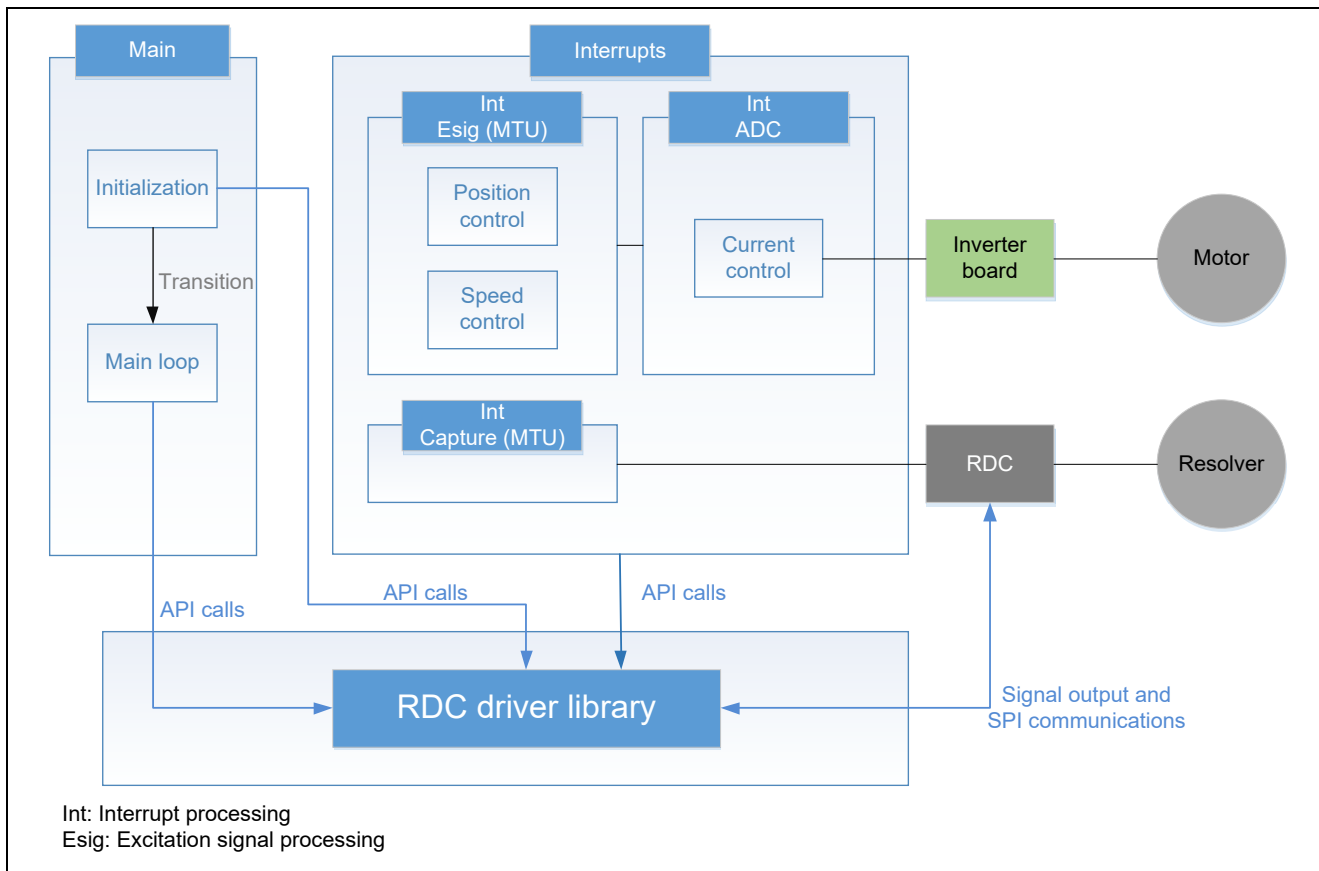 Main
Interrupts
Int
Esig (MTU)
Int
ADC
Initialization
Position
control
Current
control
Inverter
board
Motor
Transition
Speed
control
Main loop
Int
Capture (MTU)
RDC
Resolver
API calls
API calls
API calls
RDC driver library
Signal output and
SPI communications
Int: Interrupt processing
Esig: Excitation signal processing